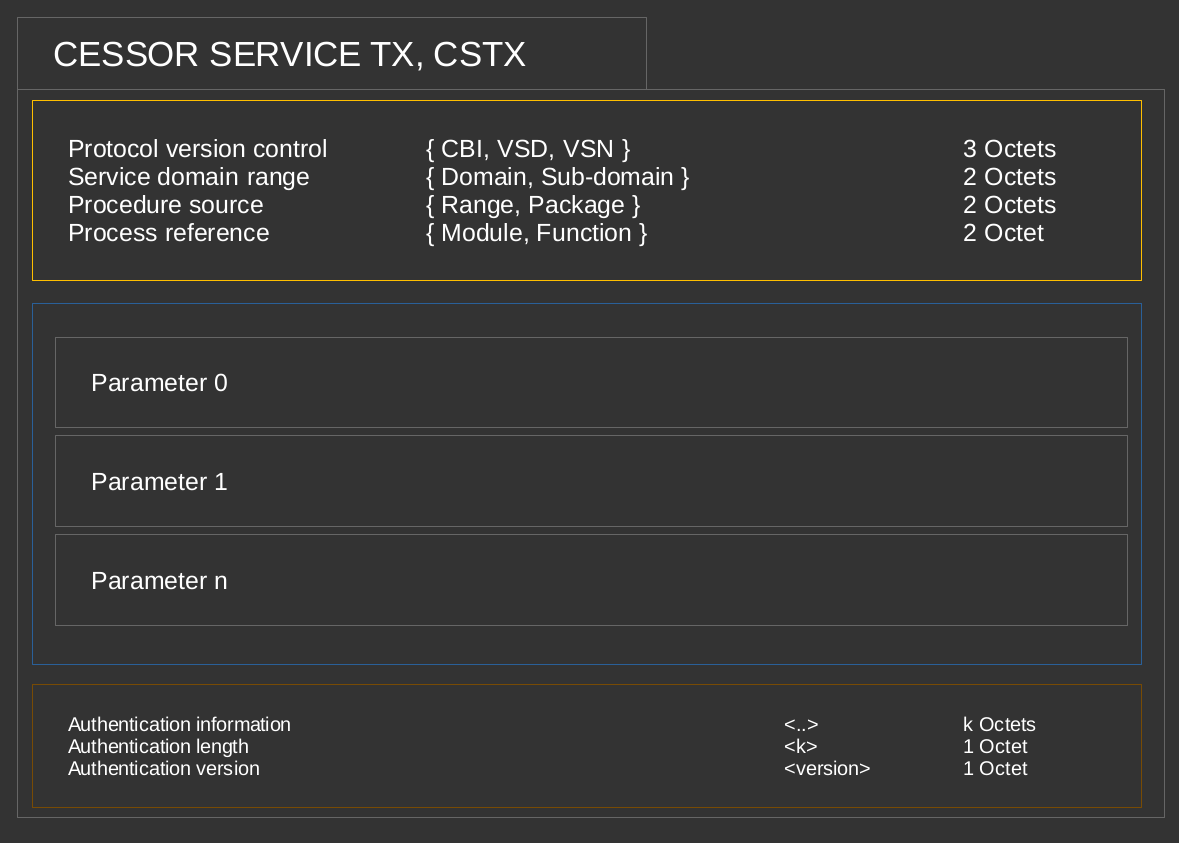 CESSOR SERVICE TX, CSTX
Protocol version control { CBI, VSD, VSN } 3 Octets
Service domain range { Domain, Sub-domain } 2 Octets
Procedure source { Range, Package } 2 Octets
Process reference { Module, Function } 2 Octet
Parameter 0
Parameter 1
Parameter n
Authentication information <..> k Octets
Authentication length <k> 1 Octet
Authentication version <version> 1 Octet